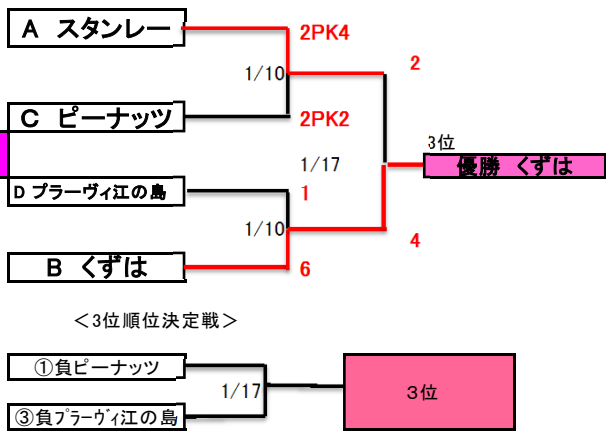 A スタンレー
2PK4
1/10
2
C ピーナッツ
2PK2
3位
1/17
優勝 くずは
D プラーヴィ江の島
1
1/10
4
B くずは
6
＜3位順位決定戦＞
①負ピーナッツ
1/17
３位
③負ﾌﾟﾗｰヴｨ江の島